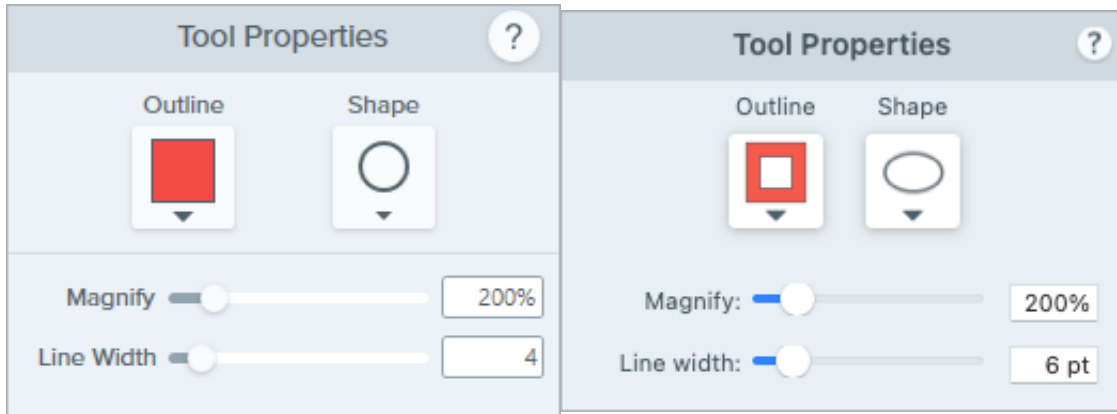 Tool Properties ?
Outline Shape
Magnify 200%
Line Width 4
Tool Properties ?
Outline Shape
Magnify: 200%
Line width: 6 pt